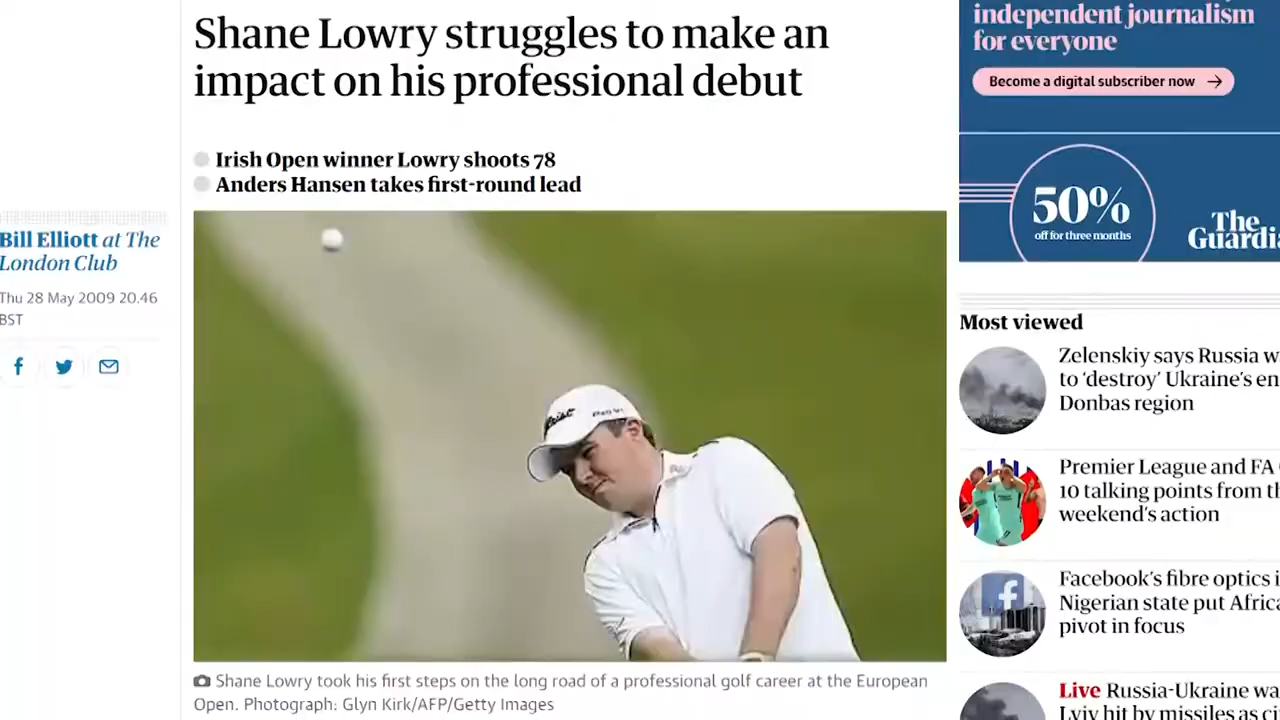 Shane Lowry struggles to make an
impact on his professional debut
Irish Open winner Lowry shoots 78
Anders Hansen takes first-round lead
Bill Elliott at The
London Club
Thu 28 May 2009 20.46
BST
Titleist
Shane Lowry took his first steps on the long road of a professional golf career at the European
Open. Photograph: Glyn Kirk/AFP/Getty Images
independent journalism
for everyone
Become a digital subscriber now
50%
off for three months
The
Most viewed
Zelenskiy says Russia
to ‘destroy’ Ukraine’s
Donbas region
Premier League and FA
10 talking points from
weekend’s action
Facebook’s fibre optics
f
Nigerian state put
pivot in focus
Live Russia-Ukraine
Lviv hit by missiles as